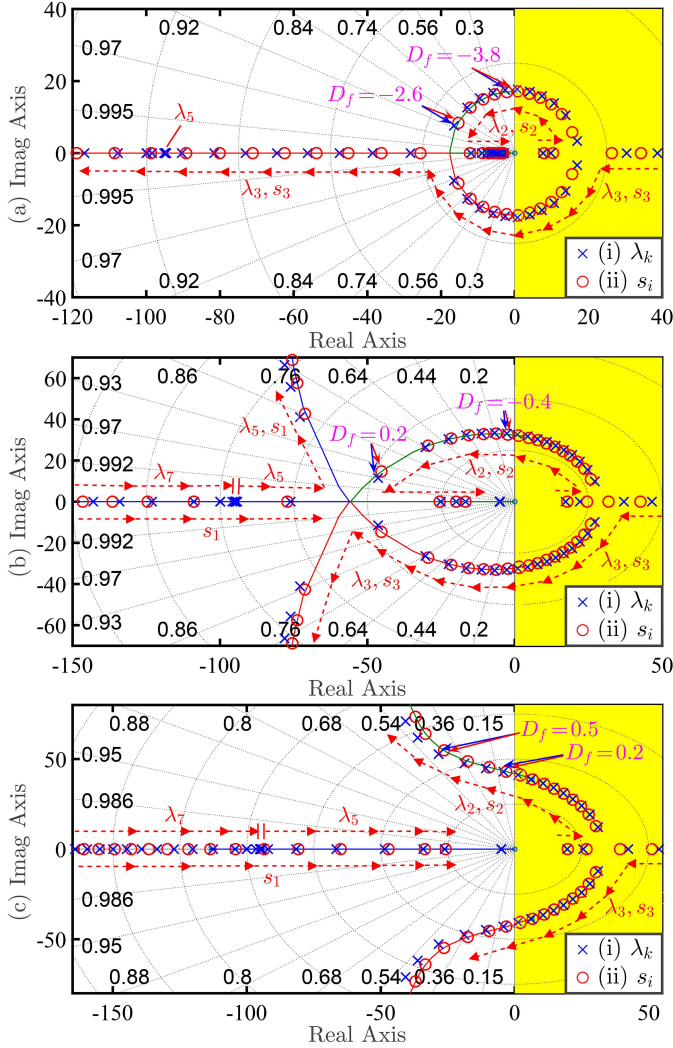 (a) Imag Axis
40
20
0
-20
-40
0.97
0.92
0.84
0.74
0.56
0.3
0.995
D_f=-3.8
D_f=-2.6
λ_5
λ_2, s_2
λ_3, s_3
λ_3, s_3
0.995
0.97
0.92
0.84
0.74
0.56
0.3
× (i) λ_k
○ (ii) s_i
-120 -100 -80 -60 -40 -20 0 20 40
Real Axis
(b) Imag Axis
60
40
20
0
-20
-40
-60
0.93
0.86
0.76
0.64
0.44
0.2
0.97
0.992
D_f=-0.4
D_f=0.2
λ_5, s_1
λ_7
λ_5
λ_2, s_2
s_1
λ_3, s_3
λ_3, s_3
0.992
0.97
0.93
0.86
0.76
0.64
0.44
0.2
× (i) λ_k
○ (ii) s_i
-150 -100 -50 0 50
Real Axis
(c) Imag Axis
50
0
-50
0.88
0.8
0.68
0.54
0.36
0.15
0.95
0.986
D_f=0.5
D_f=0.2
λ_7
λ_5
λ_2, s_2
s_1
λ_3, s_3
0.986
0.95
0.88
0.8
0.68
0.54
0.36
0.15
× (i) λ_k
○ (ii) s_i
-150 -100 -50 0 50
Real Axis